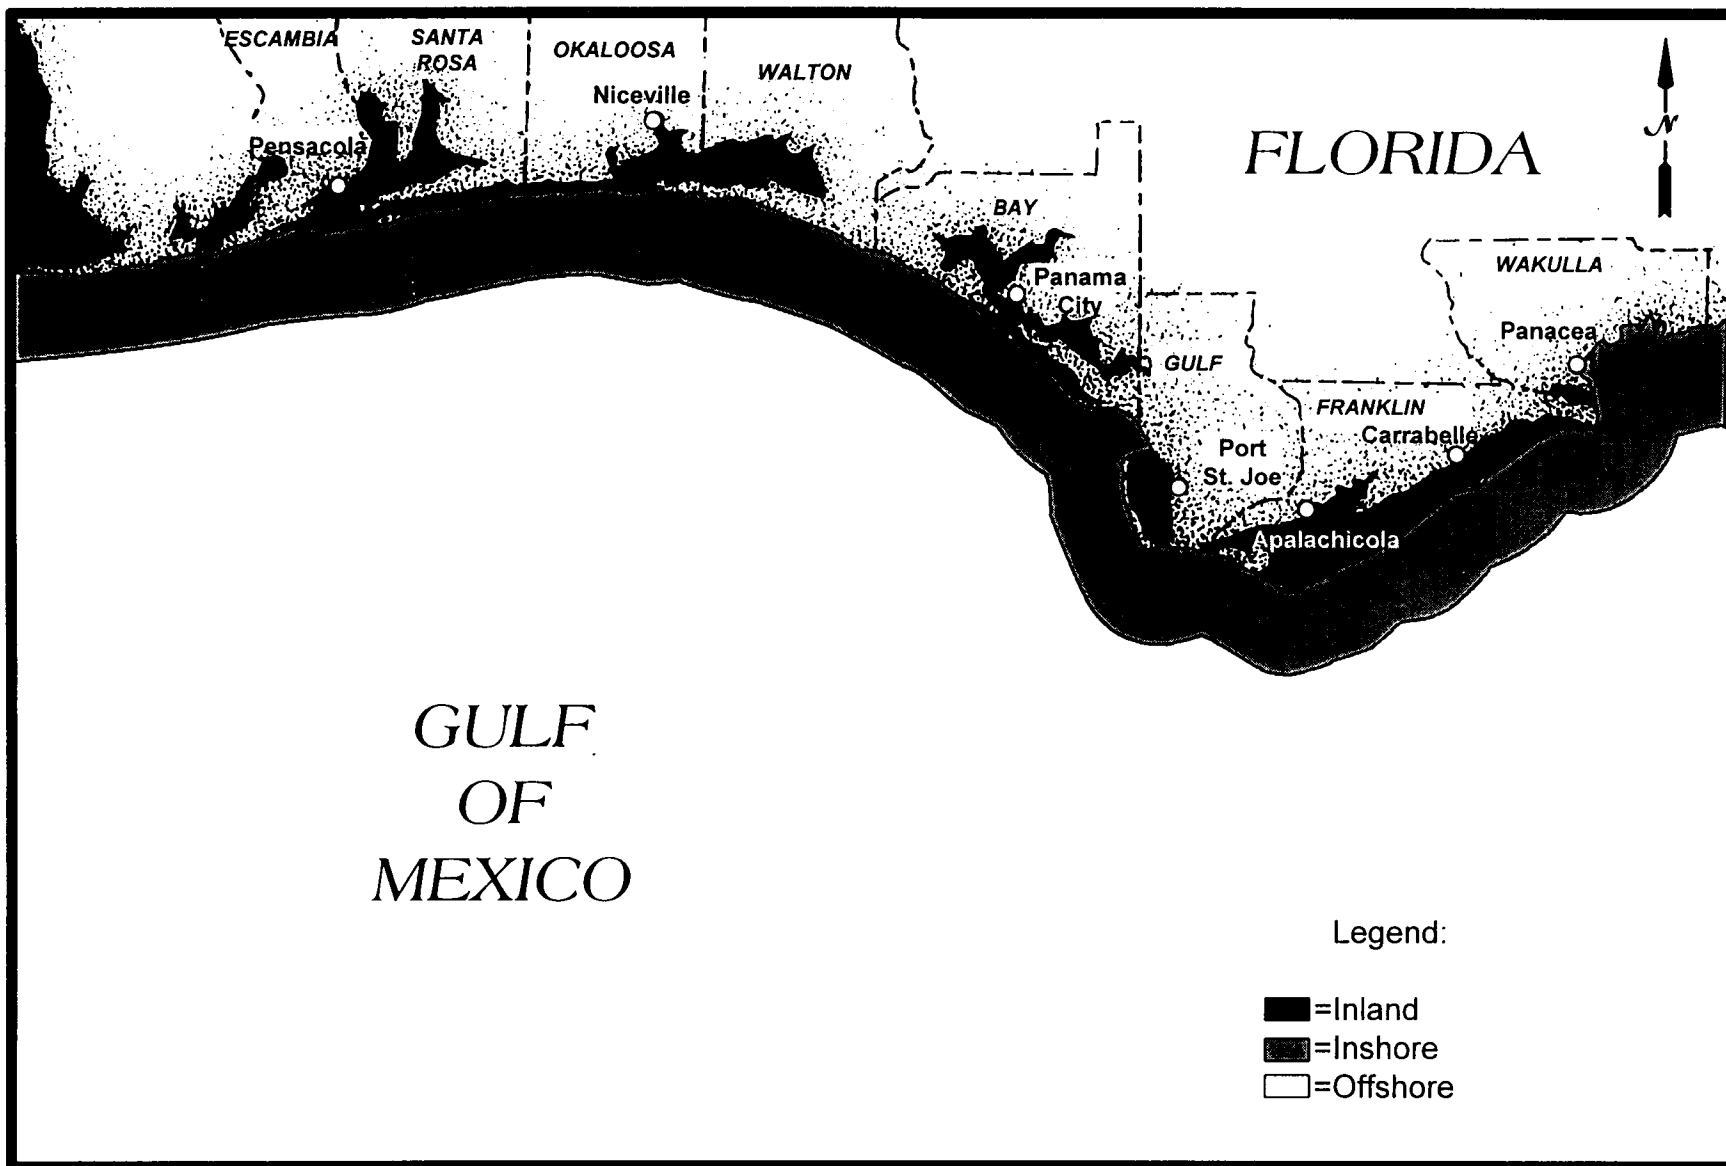 ESCAMBIA
SANTA
ROSA
OKALOOSA
WALTON
Niceville
Pensacola
FLORIDA
N
BAY
WAKULLA
Panama
City
Panacea
GULF
FRANKLIN
Carrabelle
Port
St. Joe
Apalachicola
GULF
OF
MEXICO
Legend:
=Inland
=Inshore
=Offshore